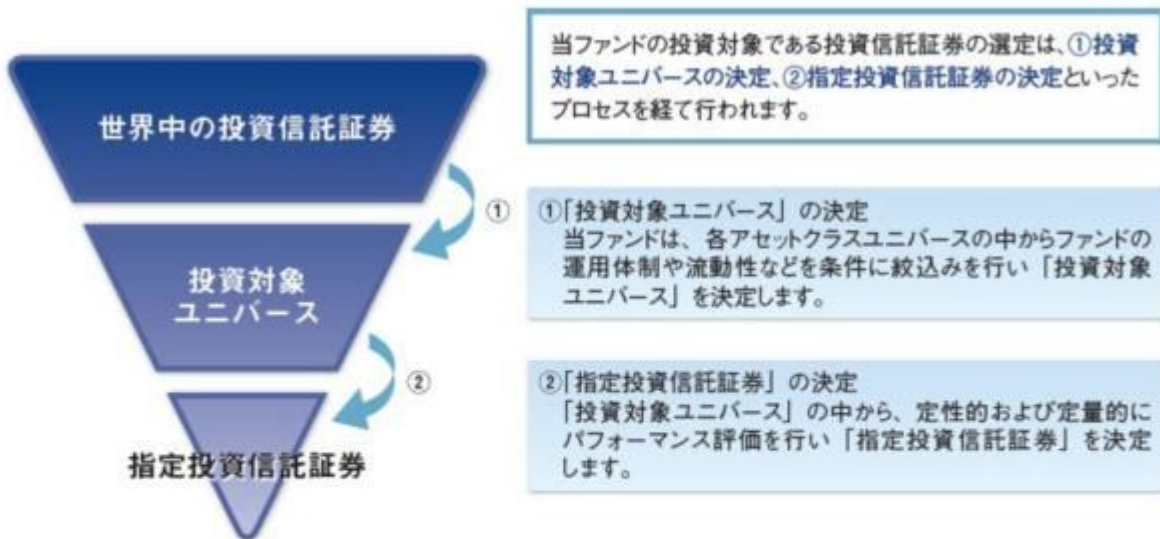 世界中の投資信託証券
①
投資対象
ユニバース
②
指定投資信託証券
当ファンドの投資対象である投資信託証券の選定は、①投資
対象ユニバースの決定、②指定投資信託証券の決定といった
プロセスを経て行われます。
①「投資対象ユニバース」の決定
当ファンドは、各アセットクラスユニバースの中からファンドの
運用体制や流動性などを条件に絞込みを行い「投資対象
ユニバース」を決定します。
②「指定投資信託証券」の決定
「投資対象ユニバース」の中から、定性的および定量的に
パフォーマンス評価を行い「指定投資信託証券」を決定
します。